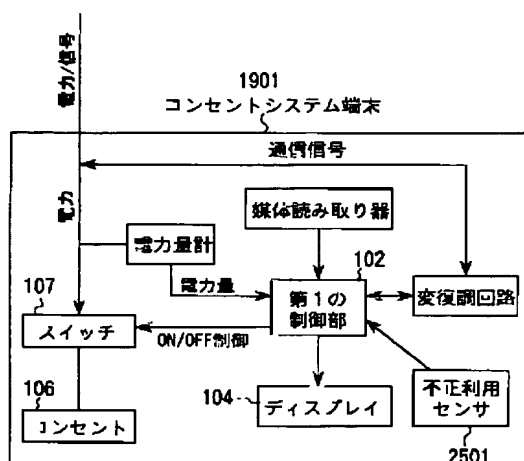 電力/信号
1901
コンセントシステム端末
通信信号
電力
媒体読み取り器
電力量計
102
107
電力量
第1の
制御部
変復調回路
スイッチ
ON/OFF制御
106
104
ディスプレイ
不正利用
センサ
コンセント
2501